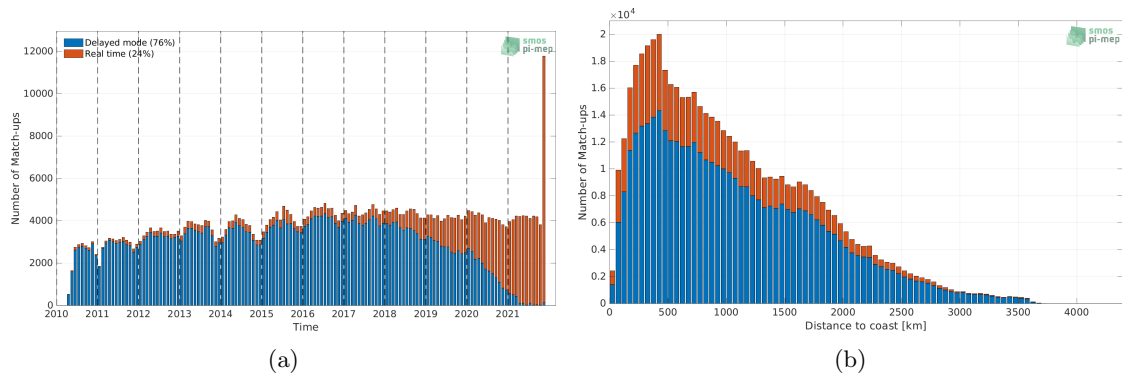 Delayed mode (76%)
Real time (24%)
smos
pi-mep
12000
10000
8000
6000
4000
2000
0
Number of Match-ups
2010 2011 2012 2013 2014 2015 2016 2017 2018 2019 2020 2021
Time
(a)
×10⁴
smos
pi-mep
2
1.8
1.6
1.4
1.2
1
0.8
0.6
0.4
0.2
0
Number of Match-ups
0 500 1000 1500 2000 2500 3000 3500 4000
Distance to coast [km]
(b)